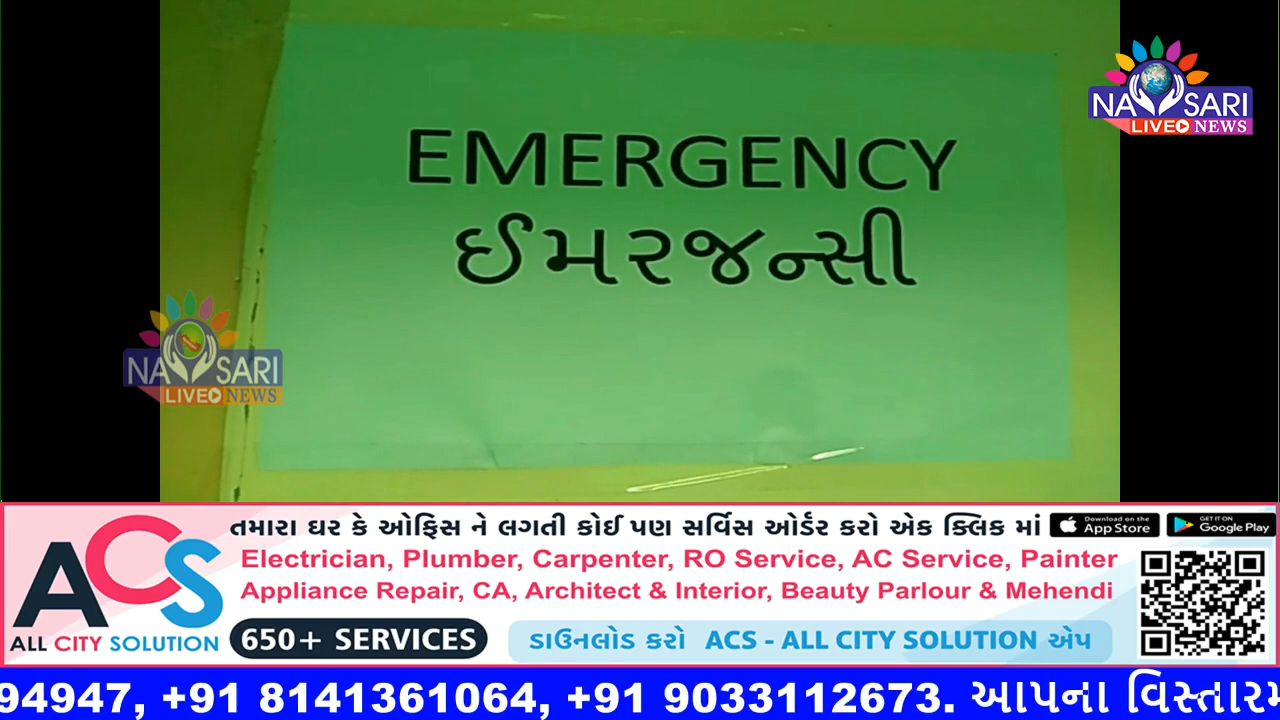 NAVSARI
LIVE NEWS
EMERGENCY
ઈમરજન્સી
NAVSARI
LIVE NEWS
તમારા ઘર કે ઓફિસ ને લગતી કોઈ પણ સર્વિસ ઓર્ડર કરો એક ક્લિક માં
Download on the App Store
GET IT ON Google Play
Electrician, Plumber, Carpenter, RO Service, AC Service, Painter
Appliance Repair, CA, Architect & Interior, Beauty Parlour & Mehendi
ACS
ALL CITY SOLUTION
650+ SERVICES
ડાઉનલોડ કરો ACS - ALL CITY SOLUTION એપ
94947, +91 8141361064, +91 9033112673. આપના વિસ્તારમ